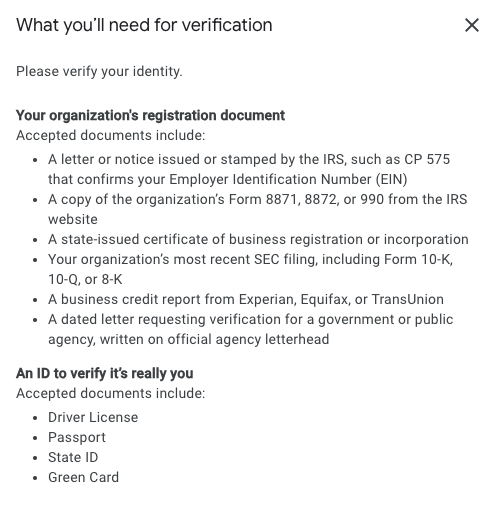 What you'll need for verification
Please verify your identity.
Your organization's registration document
Accepted documents include:
• A letter or notice issued or stamped by the IRS, such as CP 575
that confirms your Employer Identification Number (EIN)
• A copy of the organization's Form 8871, 8872, or 990 from the IRS
website
• A state-issued certificate of business registration or incorporation
• Your organization's most recent SEC filing, including Form 10-K,
10-Q, or 8-K
• A business credit report from Experian, Equifax, or TransUnion
• A dated letter requesting verification for a government or public
agency, written on official agency letterhead
An ID to verify it's really you
Accepted documents include:
• Driver License
• Passport
• State ID
• Green Card